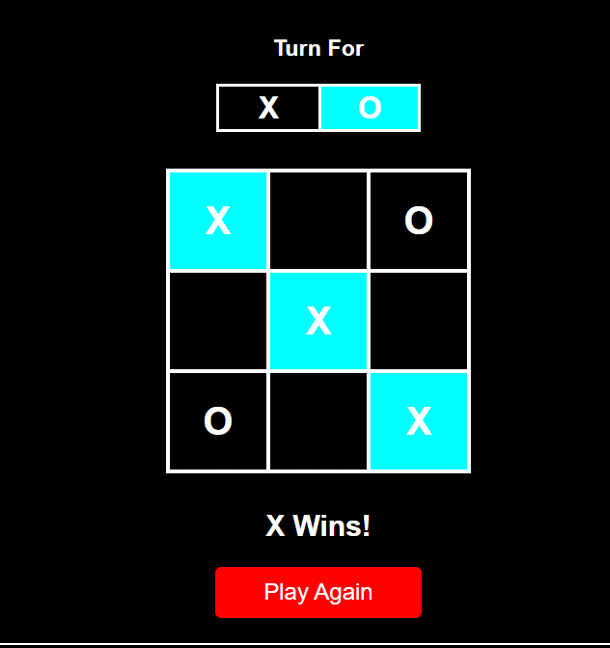 Turn For
X O
X O
X
O X
X Wins!
Play Again